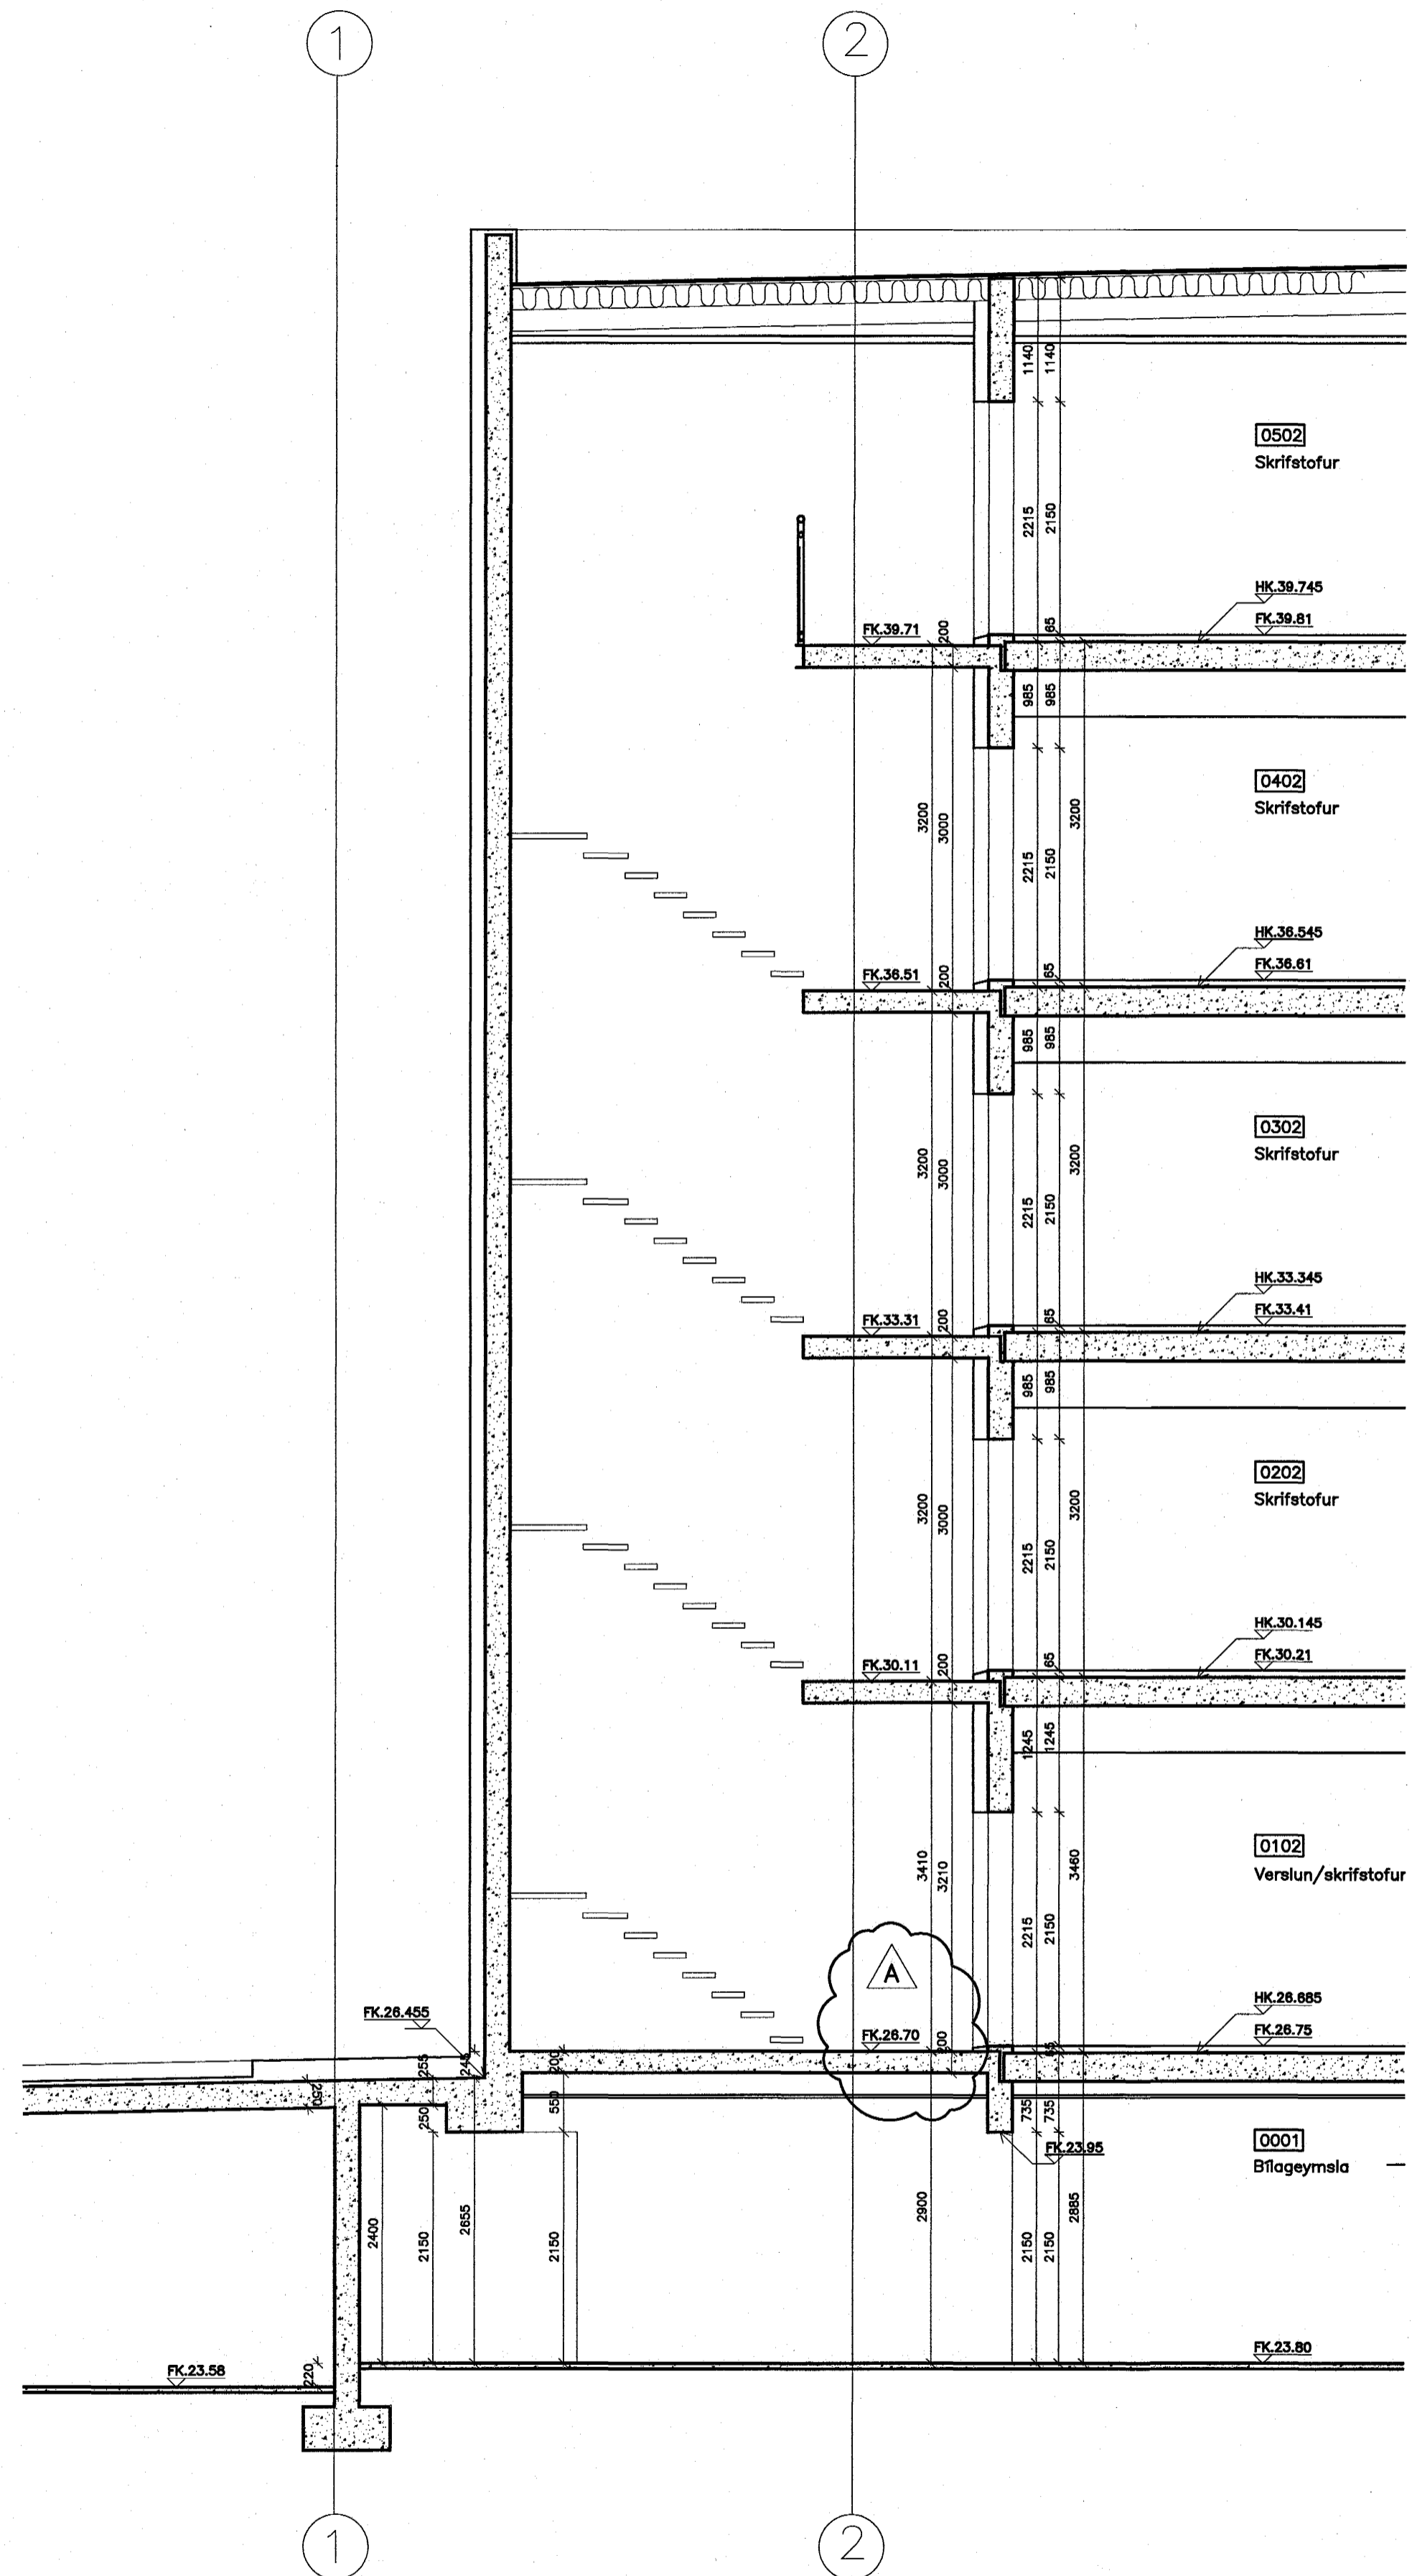 1
2
1140
1140
0502
Skrifstofur
2215
2150
HK.39.745
FK.39.81
FK.39.71
200
65
985
985
0402
Skrifstofur
3200
3000
3200
2215
2150
HK.36.545
FK.36.61
FK.36.51
200
65
985
985
0302
Skrifstofur
3200
3000
3200
2215
2150
HK.33.345
FK.33.41
FK.33.31
200
65
985
985
0202
Skrifstofur
3200
3000
3200
2215
2150
HK.30.145
FK.30.21
FK.30.11
200
65
1245
1245
0102
Verslun/skrifstofur
3410
3210
3460
2215
2150
A
HK.26.685
FK.26.75
FK.26.455
FK.26.70
255
245
200
200
65
250
250
550
735
735
0001
Bílageymsla
FK.23.95
2400
2150
2655
2150
2900
2150
2150
2885
FK.23.80
FK.23.58
220
1
2